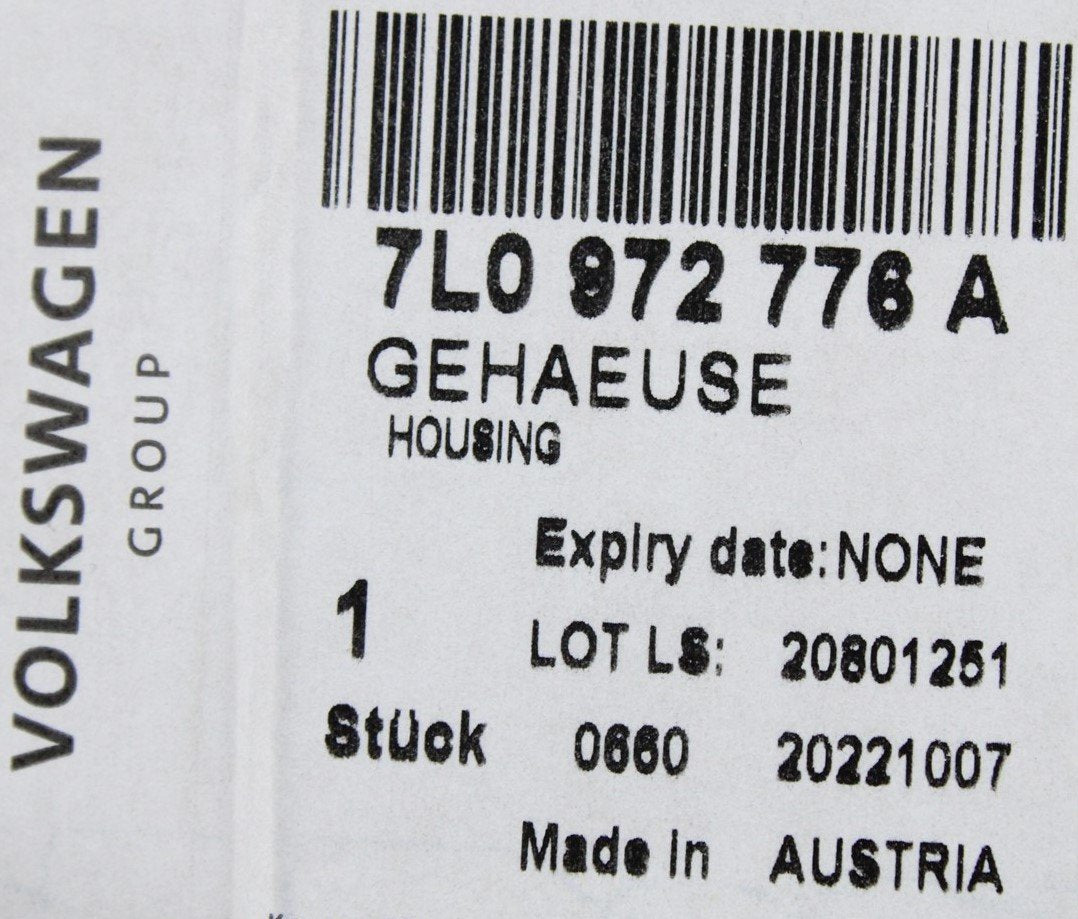 VOLKSWAGEN
GROUP
7L0 972 776 A
GEHAEUSE
HOUSING
Expiry date: NONE
1 LOT LS: 20801251
Stück 0660 20221007
Made in AUSTRIA